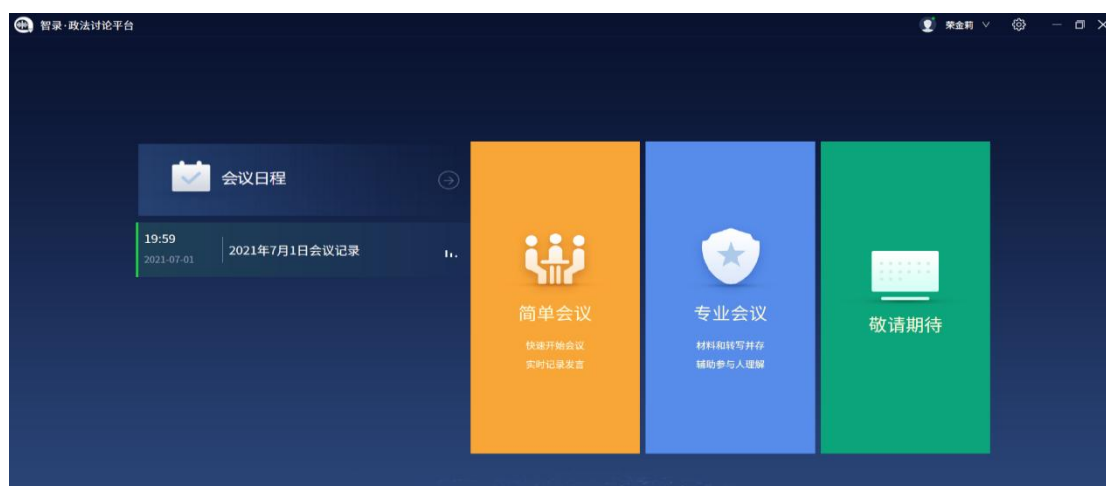 智录·政法讨论平台
荣金莉
会议日程
19:59
2021-07-01
2021年7月1日会议记录
简单会议
快速开始会议
实时记录发言
专业会议
材料和转写并存
辅助参与人理解
敬请期待